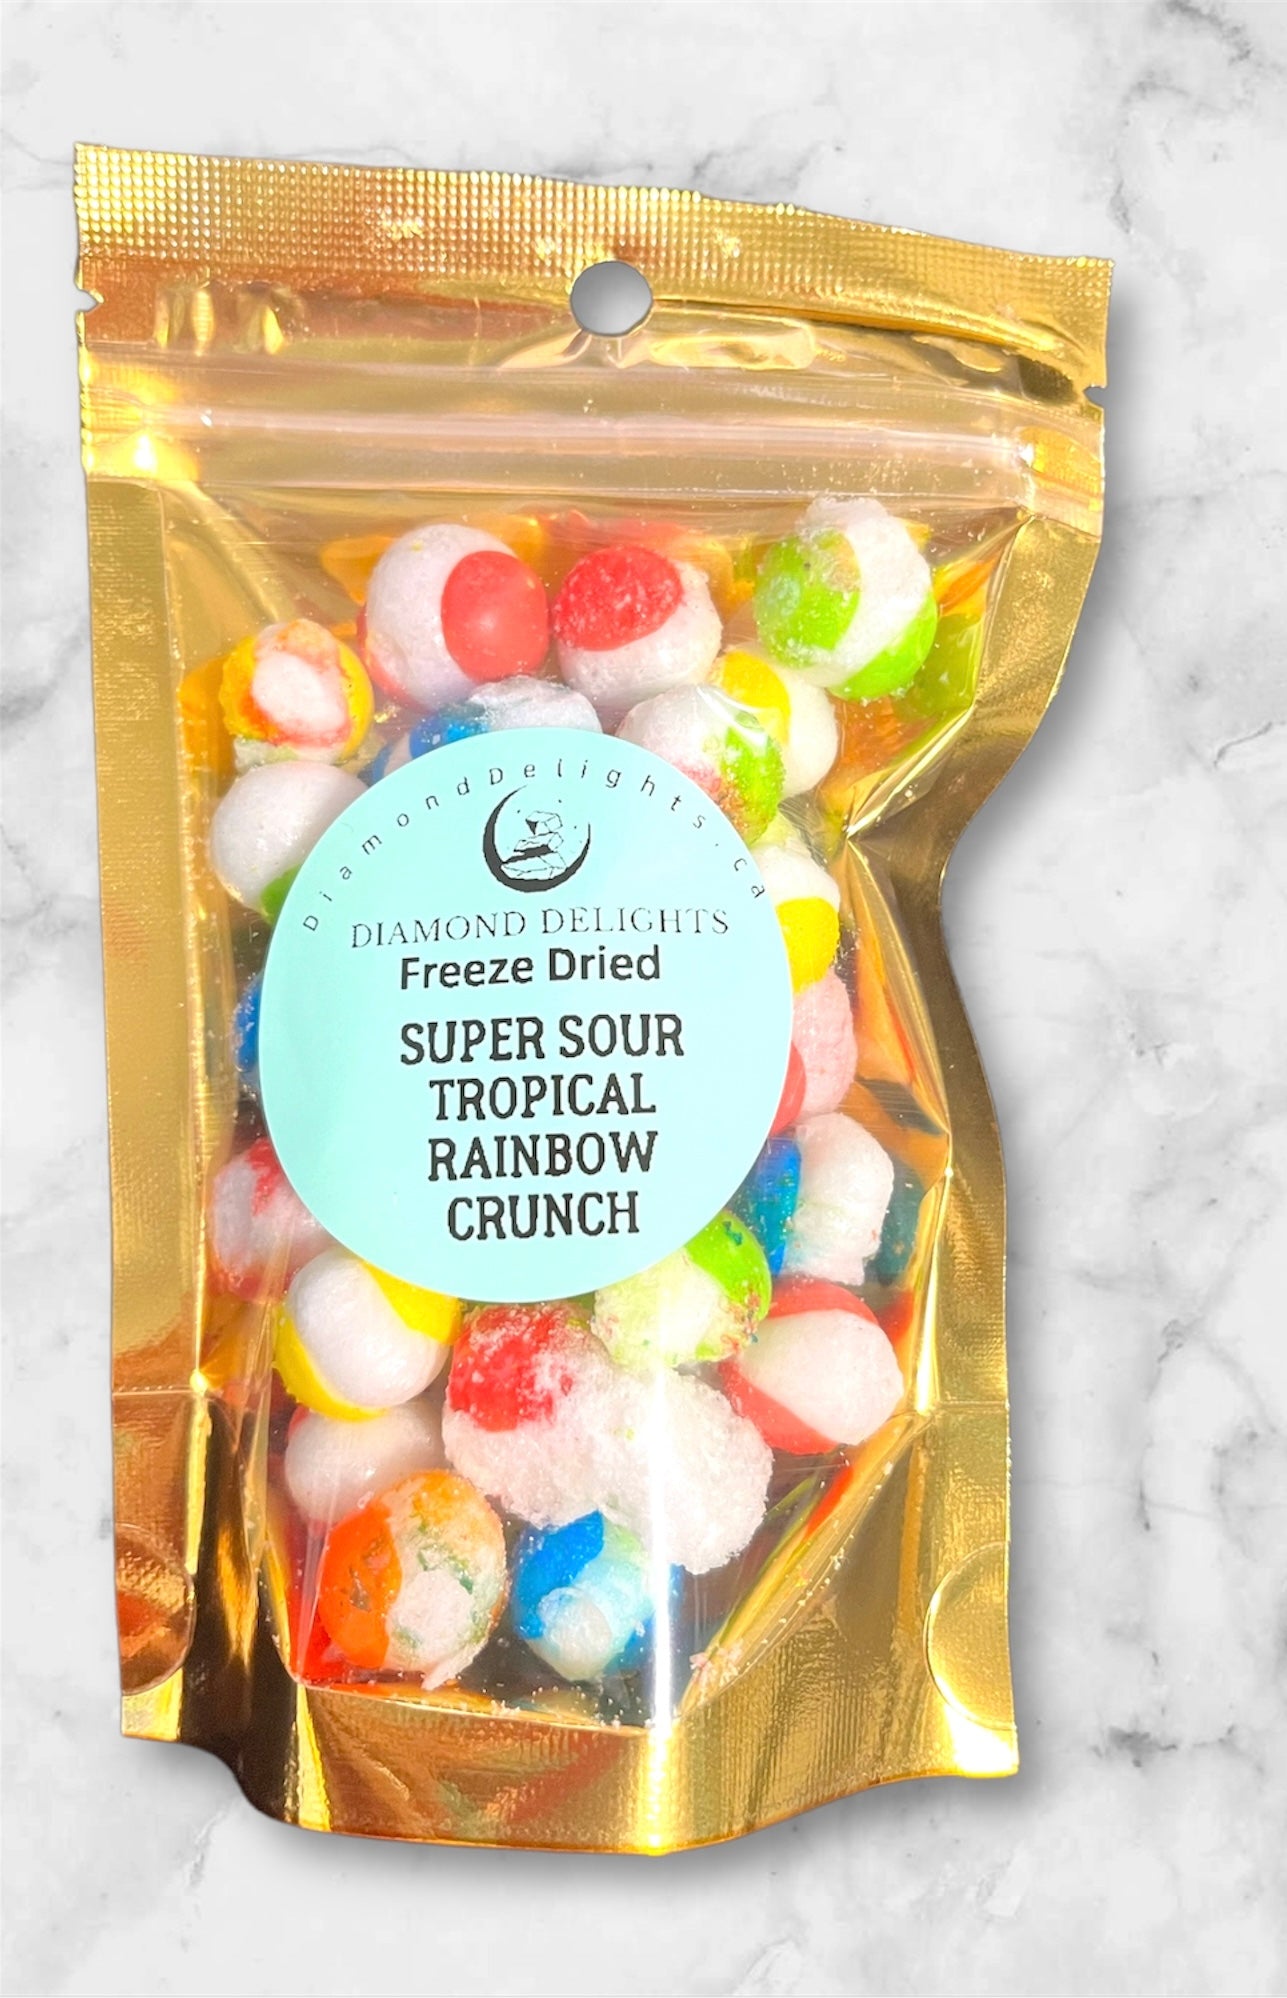 DiamondDelights.ca
DIAMOND DELIGHTS
Freeze Dried
SUPER SOUR
TROPICAL
RAINBOW
CRUNCH